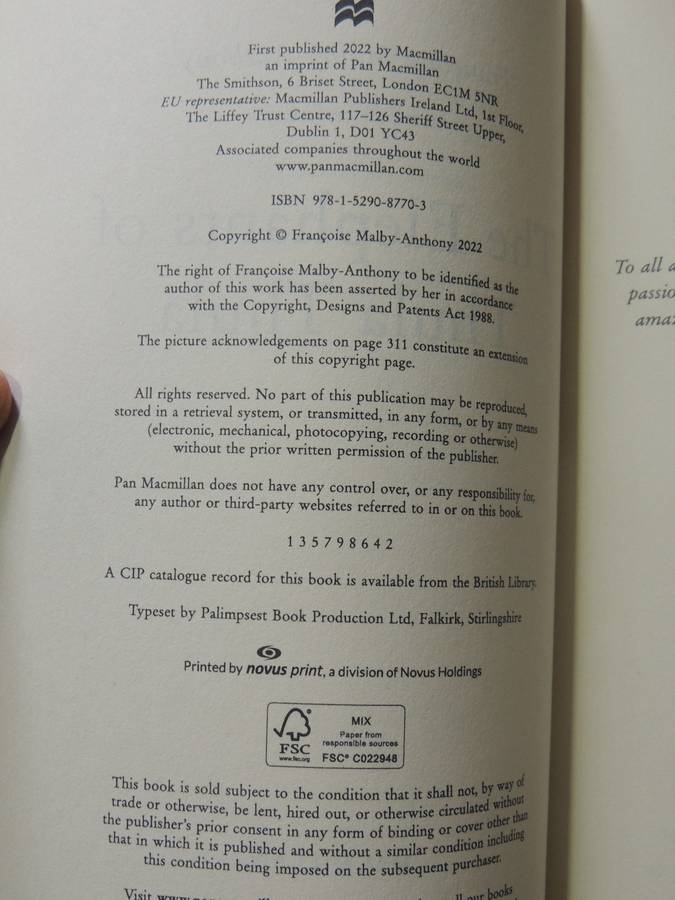 First published 2022 by Macmillan
an imprint of Pan Macmillan
The Smithson, 6 Briset Street, London EC1M 5NR
EU representative: Macmillan Publishers Ireland Ltd, 1st Floor,
The Liffey Trust Centre, 117–126 Sheriff Street Upper,
Dublin 1, D01 YC43
Associated companies throughout the world
www.panmacmillan.com
ISBN 978-1-5290-8770-3
Copyright © Françoise Malby-Anthony 2022
The right of Françoise Malby-Anthony to be identified as the
author of this work has been asserted by her in accordance
with the Copyright, Designs and Patents Act 1988.
The picture acknowledgements on page 311 constitute an extension
of this copyright page.
All rights reserved. No part of this publication may be reproduced,
stored in a retrieval system, or transmitted, in any form, or by any means
(electronic, mechanical, photocopying, recording or otherwise)
without the prior written permission of the publisher.
Pan Macmillan does not have any control over, or any responsibility for,
any author or third-party websites referred to in or on this book.
1 3 5 7 9 8 6 4 2
A CIP catalogue record for this book is available from the British Library.
Typeset by Palimpsest Book Production Ltd, Falkirk, Stirlingshire
Printed by novus print, a division of Novus Holdings
FSC
www.fsc.org
MIX
Paper from
responsible sources
FSC® C022948
This book is sold subject to the condition that it shall not, by way of
trade or otherwise, be lent, hired out, or otherwise circulated without
the publisher's prior consent in any form of binding or cover other than
that in which it is published and without a similar condition including
this condition being imposed on the subsequent purchaser.
Visit
books
To all